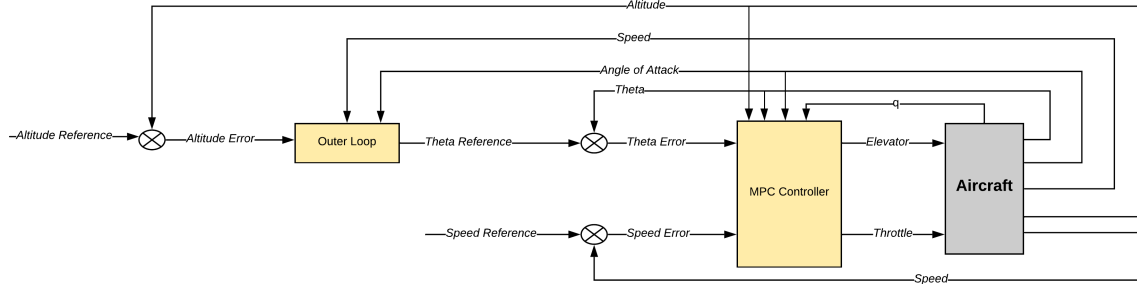 Altitude
Speed
Angle of Attack
Theta
q
Altitude Reference
Altitude Error
Outer Loop
Theta Reference
Theta Error
Elevator
MPC Controller
Aircraft
Speed Reference
Speed Error
Throttle
Speed